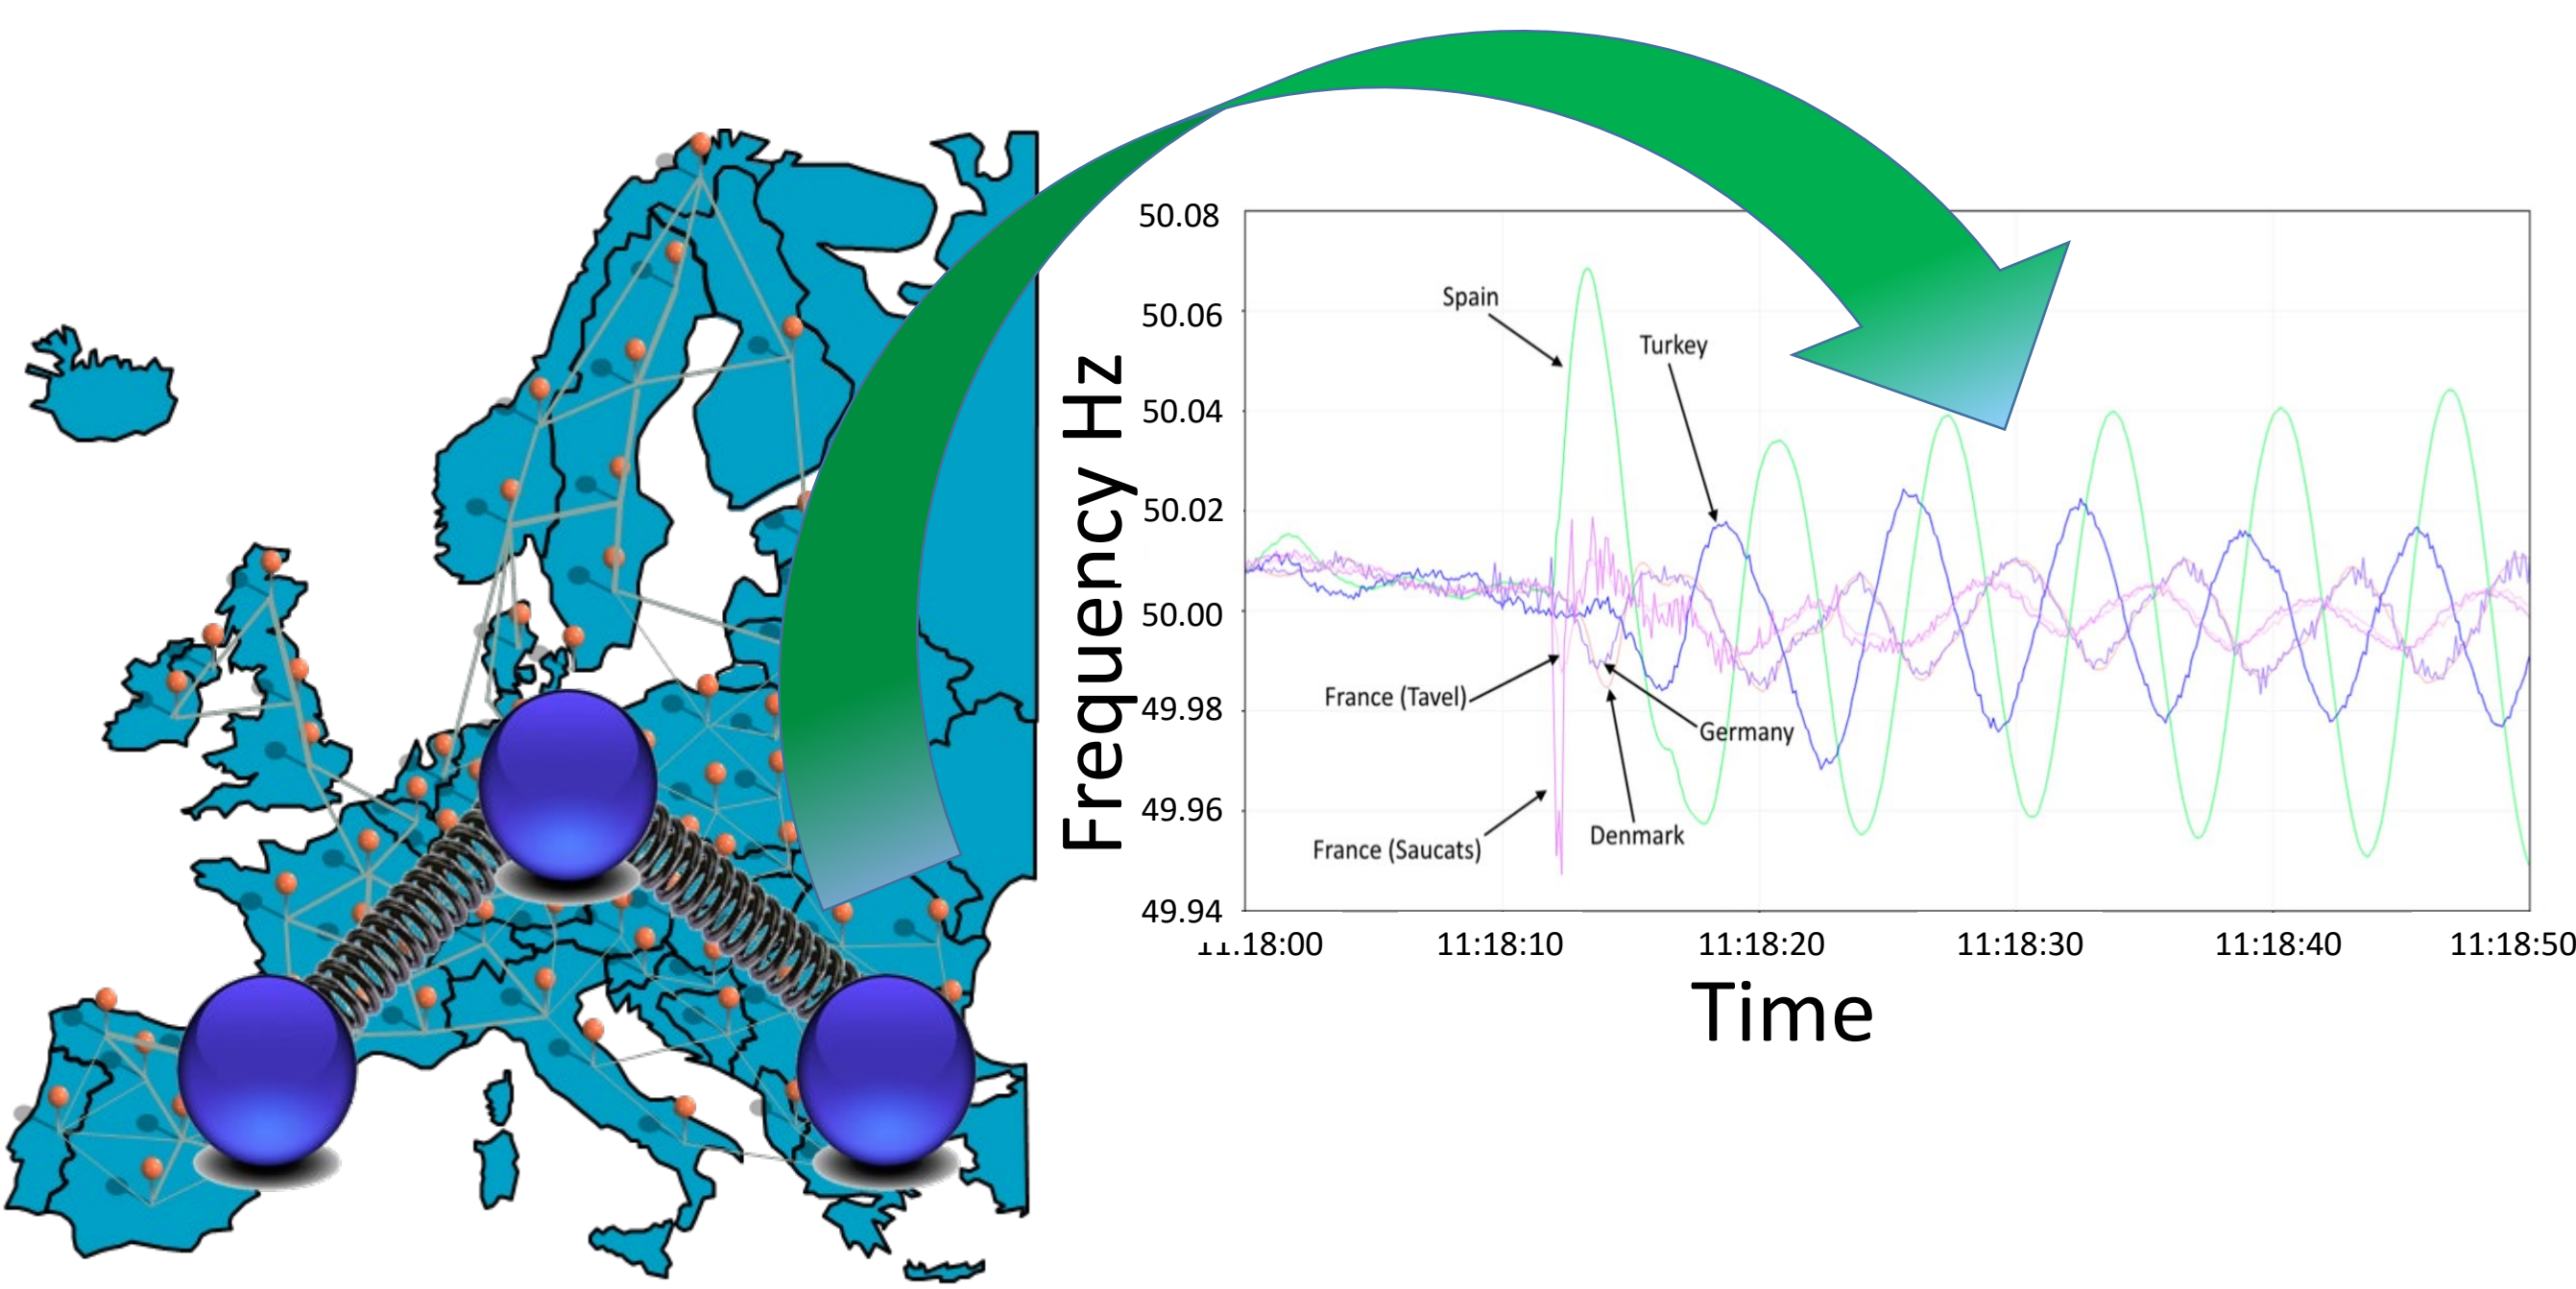 50.08
50.06
50.04
50.02
50.00
49.98
49.96
49.94
Frequency Hz
Spain
Turkey
France (Tavel)
Germany
Denmark
France (Saucats)
11:18:10
11:18:20
11:18:30
11:18:40
11:18:50
Time